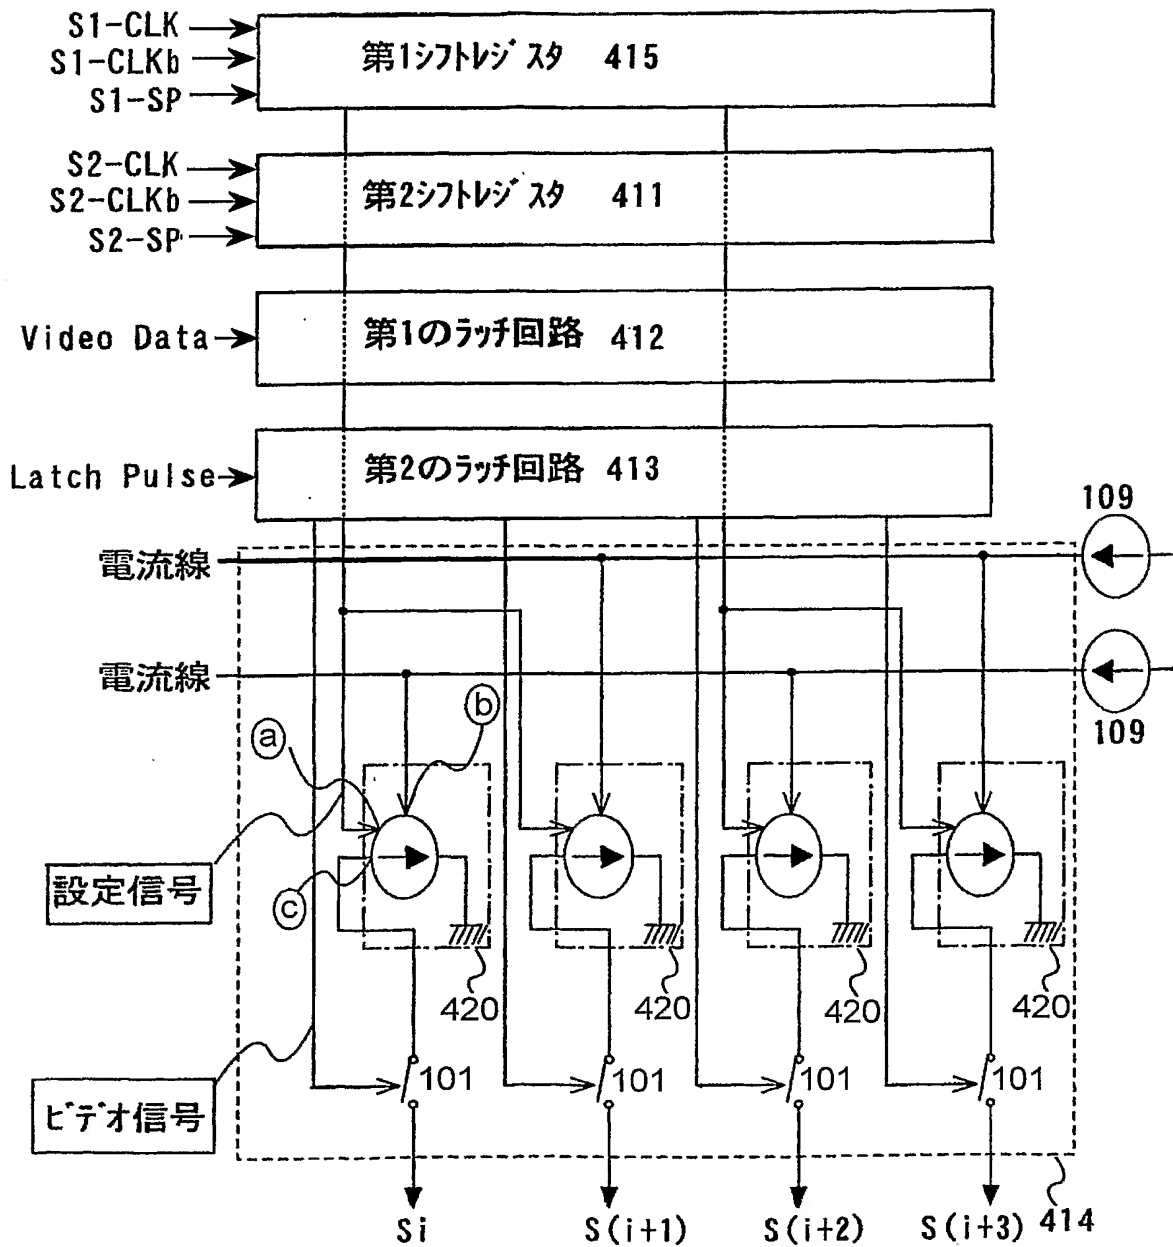 S1-CLK
S1-CLKb
S1-SP
第1シフトレジスタ 415
S2-CLK
S2-CLKb
S2-SP
第2シフトレジスタ 411
Video Data
第1のラッチ回路 412
Latch Pulse
第2のラッチ回路 413
109
電流線
電流線
109
ⓐ
ⓑ
ⓒ
設定信号
420
420
420
420
101
101
101
101
ビデオ信号
Si
S(i+1)
S(i+2)
S(i+3)
414